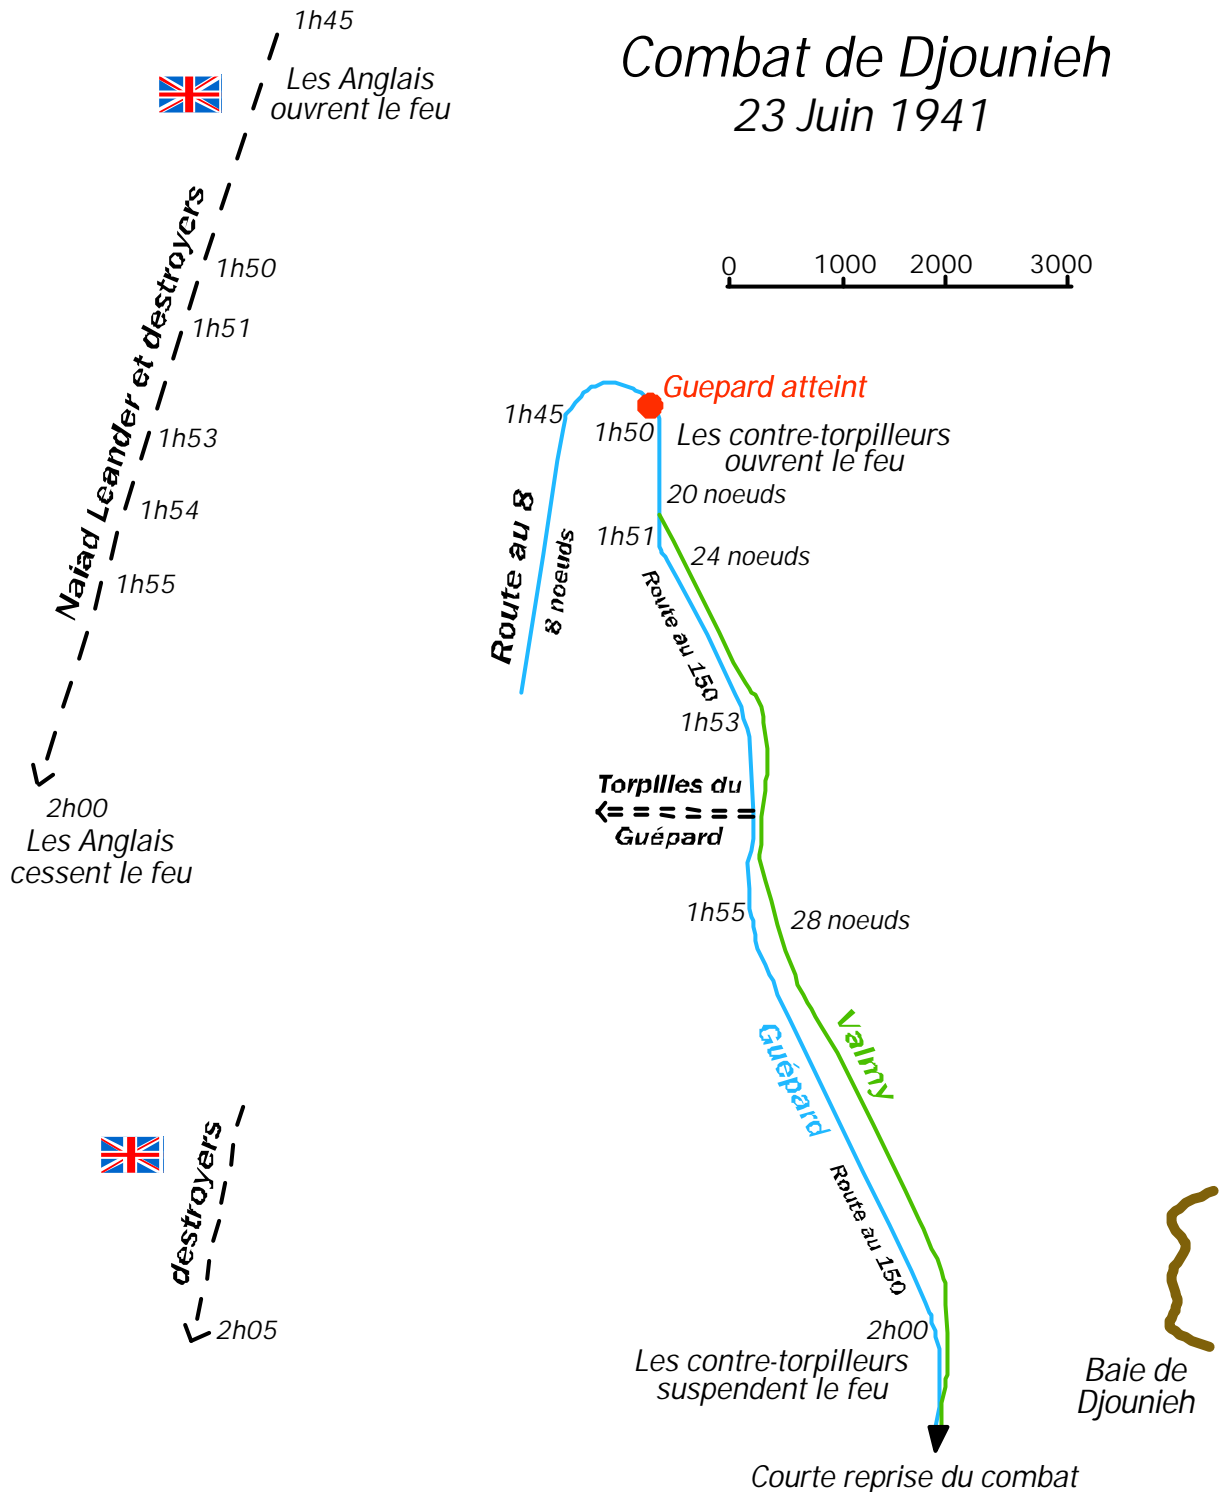 Combat de Djounieh
23 Juin 1941
1h45
Les Anglais
ouvrent le feu
Naiad Leander et destroyers
1h50
1h51
1h53
1h54
1h55
2h00
Les Anglais
cessent le feu
0 1000 2000 3000
Guepard atteint
1h45
1h50
Les contre-torpilleurs
ouvrent le feu
20 noeuds
Route au 8
8 noeuds
1h51
24 noeuds
Route au 150
1h53
Torpilles du
Guépard
1h55
28 noeuds
Guépard
Valmy
Route au 150
destroyers
2h05
2h00
Les contre-torpilleurs
suspendent le feu
Baie de
Djounieh
Courte reprise du combat